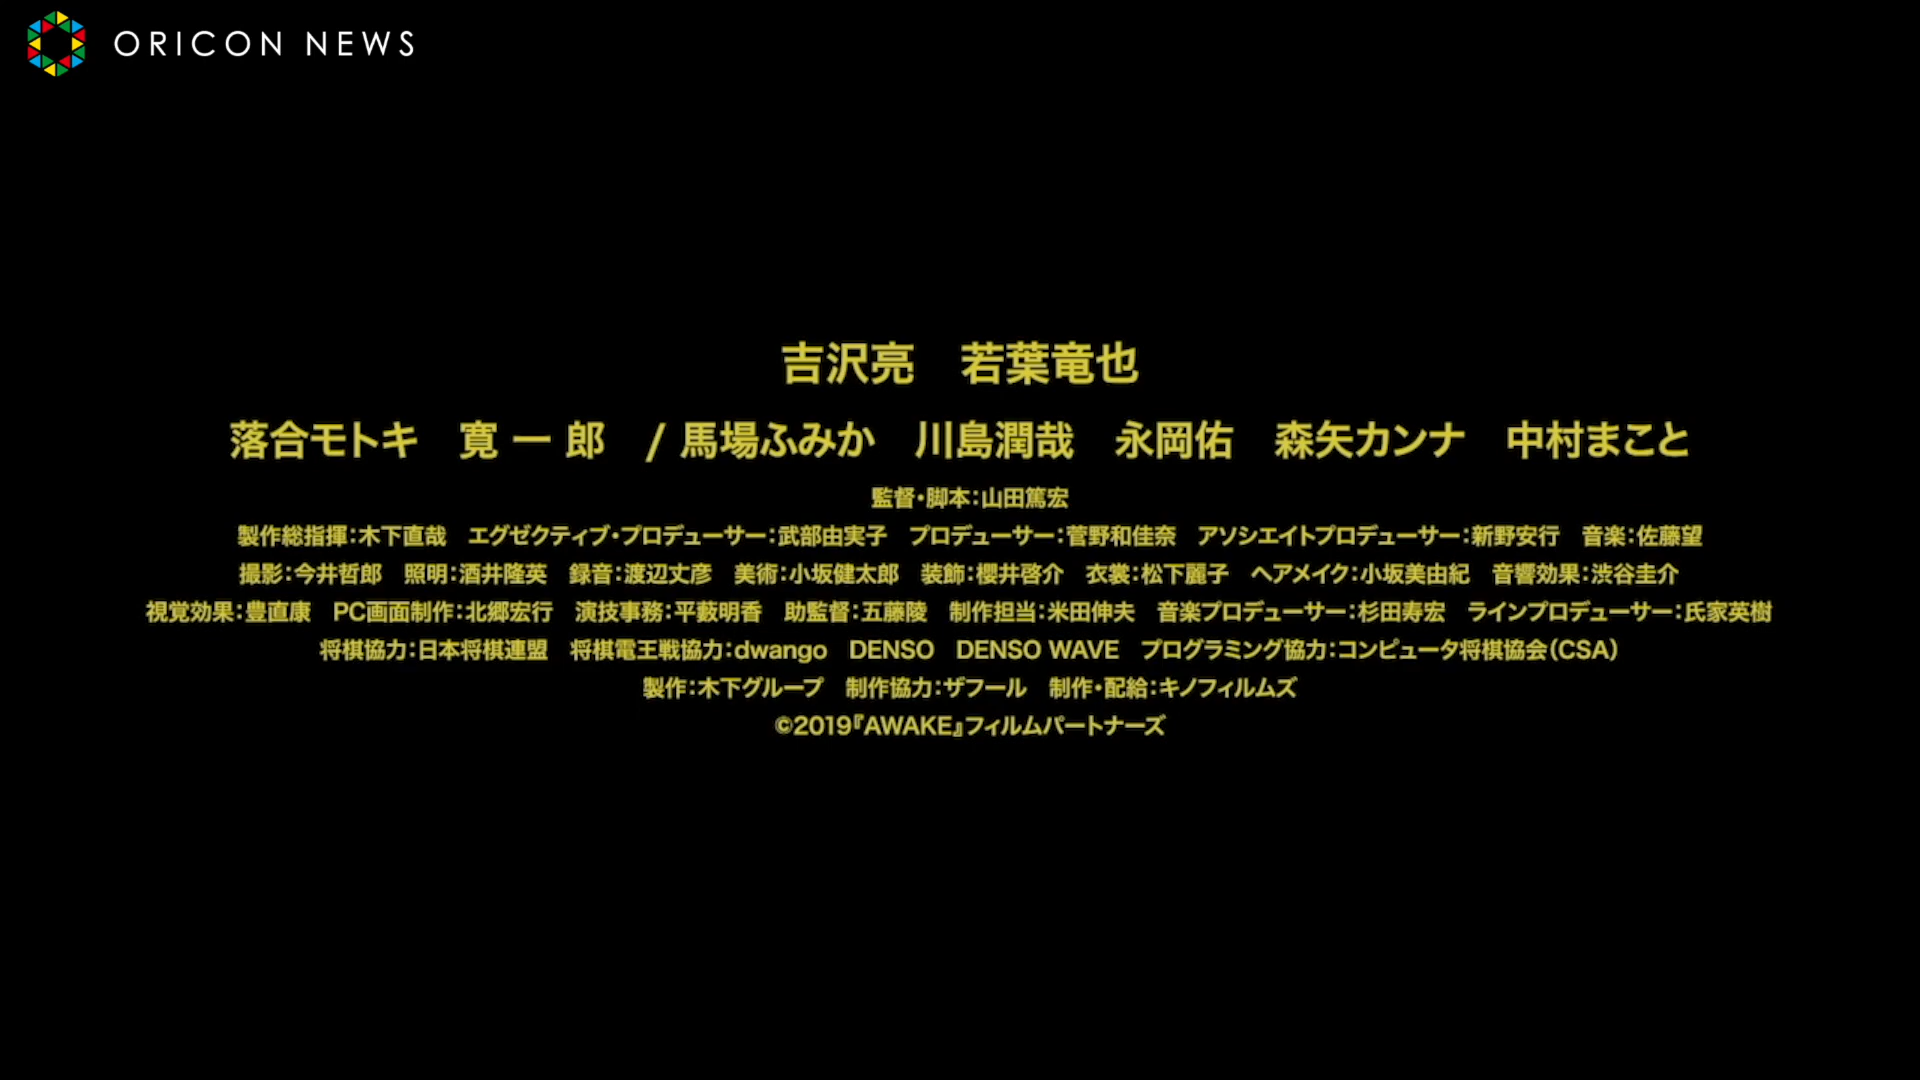 ORICON NEWS
吉沢亮　若葉竜也
落合モトキ　寛 一 郎　/ 馬場ふみか　川島潤哉　永岡佑　森矢カンナ　中村まこと
監督・脚本：山田篤宏
製作総指揮：木下直哉　エグゼクティブ・プロデューサー：武部由実子　プロデューサー：菅野和佳奈　アソシエイトプロデューサー：新野安行　音楽：佐藤望
撮影：今井哲郎　照明：酒井隆英　録音：渡辺丈彦　美術：小坂健太郎　装飾：櫻井啓介　衣裳：松下麗子　ヘアメイク：小坂美由紀　音響効果：渋谷圭介
視覚効果：豊直康　PC画面制作：北郷宏行　演技事務：平藪明香　助監督：五藤陵　制作担当：米田伸夫　音楽プロデューサー：杉田寿宏　ラインプロデューサー：氏家英樹
将棋協力：日本将棋連盟　将棋電王戦協力：dwango　DENSO　DENSO WAVE　プログラミング協力：コンピュータ将棋協会（CSA）
製作：木下グループ　制作協力：ザフール　制作・配給：キノフィルムズ
©2019『AWAKE』フィルムパートナーズ